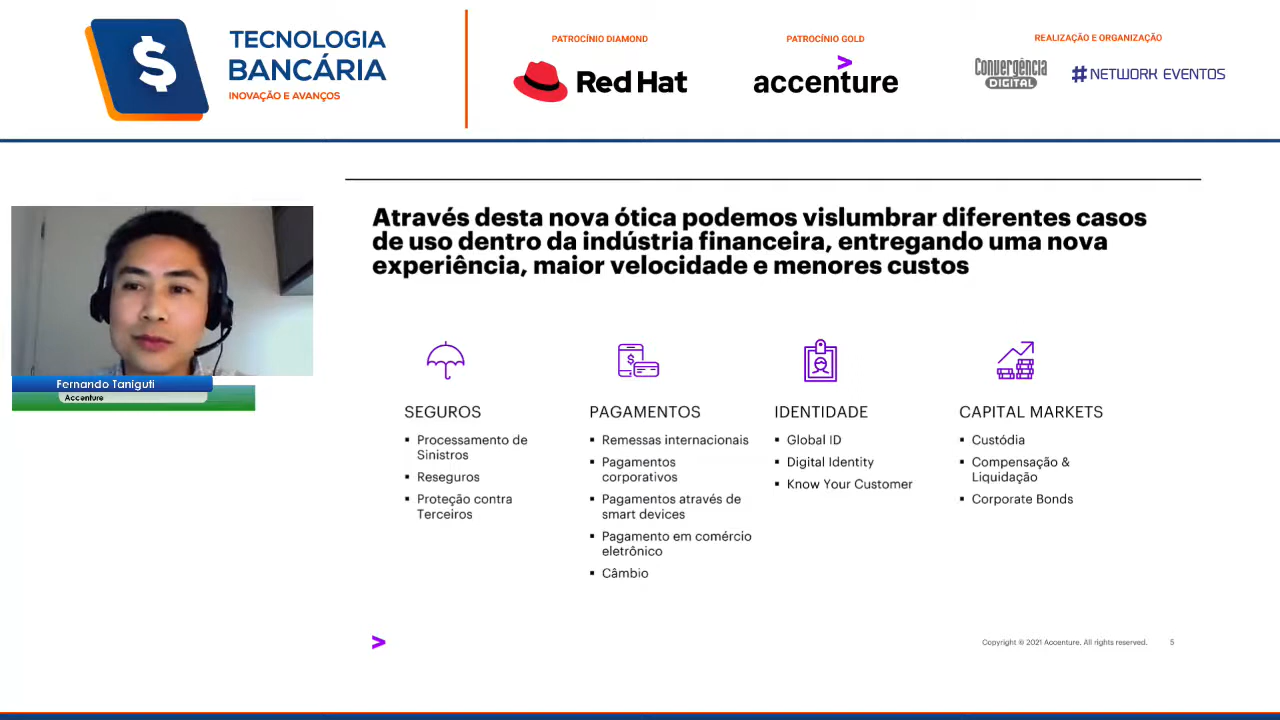 TECNOLOGIA
BANCÁRIA
INOVAÇÃO E AVANÇOS
PATROCÍNIO DIAMOND
Red Hat
PATROCÍNIO GOLD
accenture
REALIZAÇÃO E ORGANIZAÇÃO
Convergência
DIGITAL
#NETWORK EVENTOS
Através desta nova ótica podemos vislumbrar diferentes casos
de uso dentro da indústria financeira, entregando uma nova
experiência, maior velocidade e menores custos
Fernando Taniguti
Accenture
SEGUROS
▪ Processamento de
Sinistros
▪ Reseguros
▪ Proteção contra
Terceiros
PAGAMENTOS
▪ Remessas internacionais
▪ Pagamentos
corporativos
▪ Pagamentos através de
smart devices
▪ Pagamento em comércio
eletrônico
▪ Câmbio
IDENTIDADE
▪ Global ID
▪ Digital Identity
▪ Know Your Customer
CAPITAL MARKETS
▪ Custódia
▪ Compensação &
Liquidação
▪ Corporate Bonds
Copyright © 2021 Accenture. All rights reserved. 5